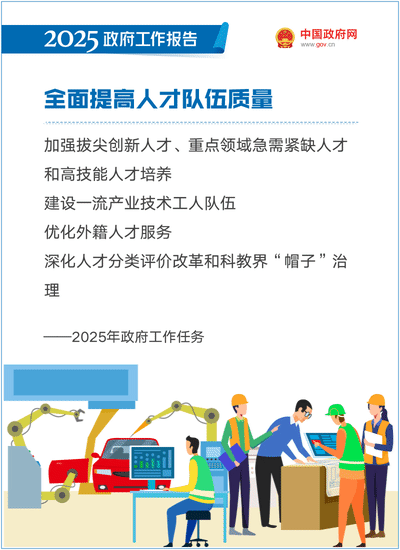 2025政府工作报告
中国政府网
www.gov.cn
全面提高人才队伍质量
加强拔尖创新人才、重点领域急需紧缺人才
和高技能人才培养
建设一流产业技术工人队伍
优化外籍人才服务
深化人才分类评价改革和科教界“帽子”治
理
——2025年政府工作任务